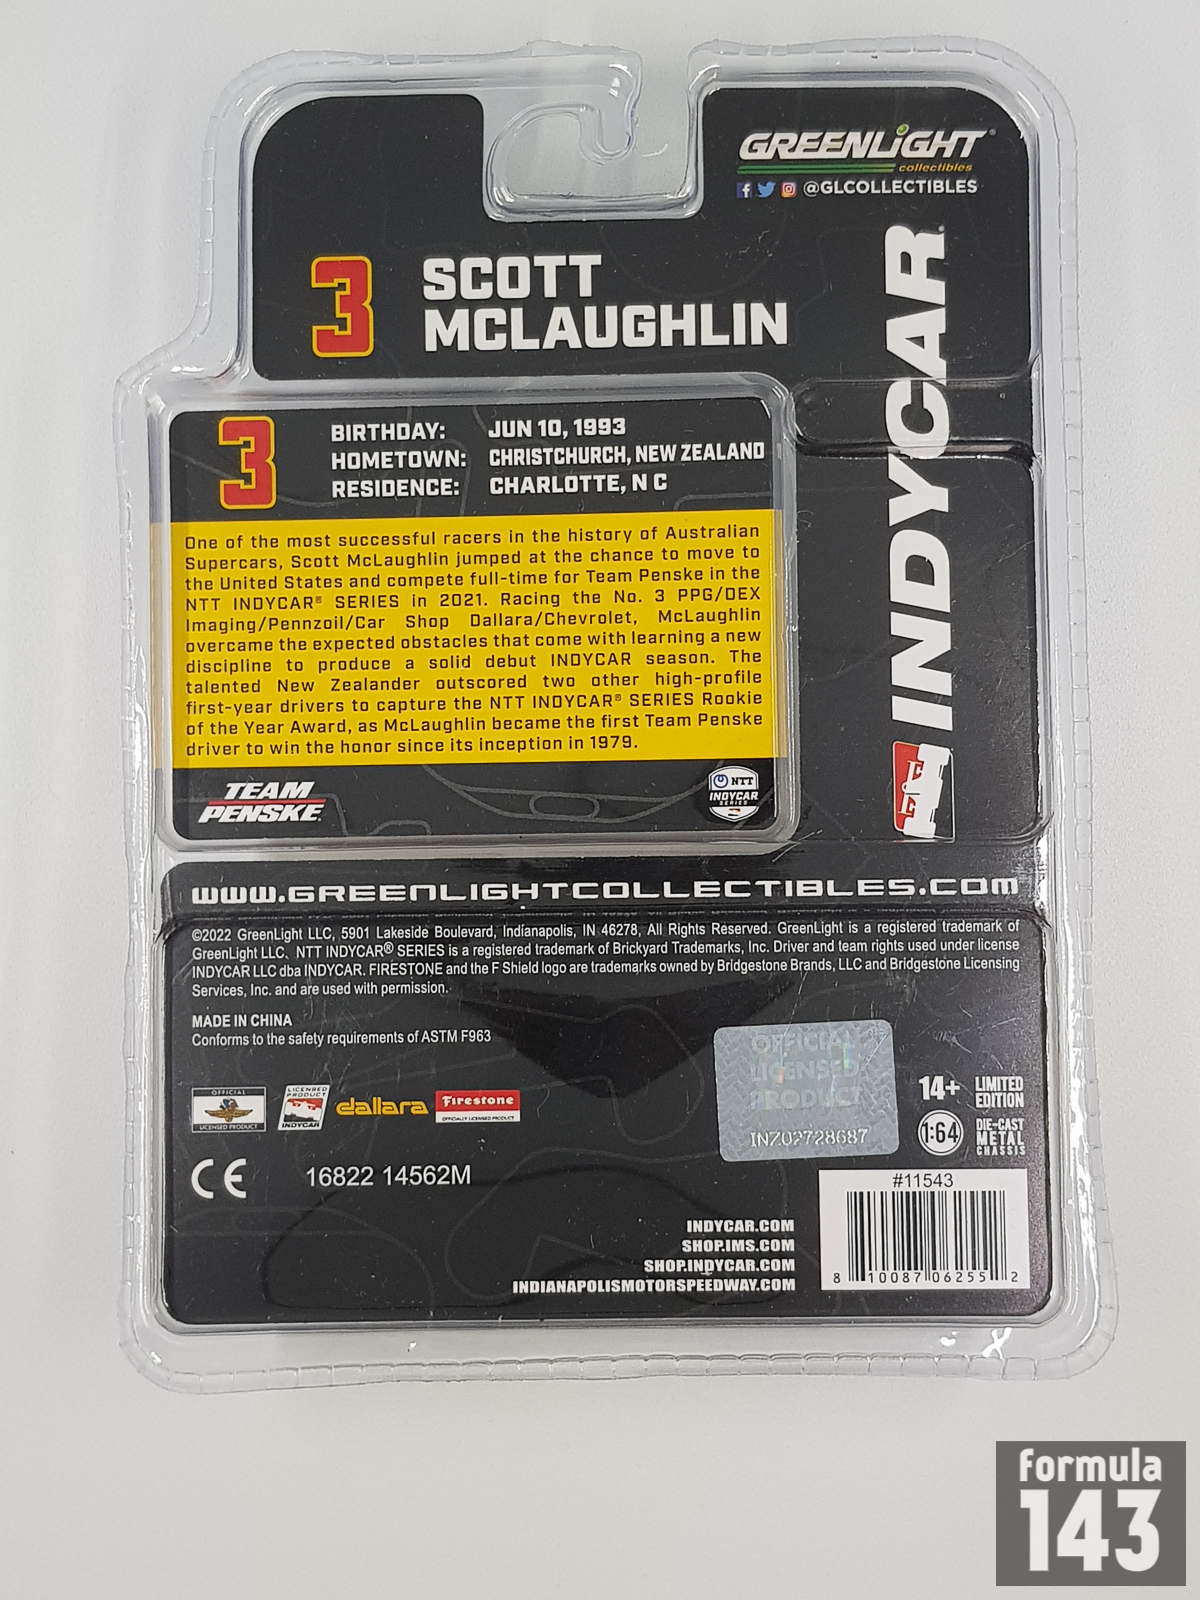 GREENLiGHT®
collectibles
@GLCOLLECTIBLES
3 SCOTT
MCLAUGHLIN
INDYCAR
3
BIRTHDAY: JUN 10, 1993
HOMETOWN: CHRISTCHURCH, NEW ZEALAND
RESIDENCE: CHARLOTTE, N C
One of the most successful racers in the history of Australian
Supercars, Scott McLaughlin jumped at the chance to move to
the United States and compete full-time for Team Penske in the
NTT INDYCAR® SERIES in 2021. Racing the No. 3 PPG/DEX
Imaging/Pennzoil/Car Shop Dallara/Chevrolet, McLaughlin
overcame the expected obstacles that come with learning a new
discipline to produce a solid debut INDYCAR season. The
talented New Zealander outscored two other high-profile
first-year drivers to capture the NTT INDYCAR® SERIES Rookie
of the Year Award, as McLaughlin became the first Team Penske
driver to win the honor since its inception in 1979.
TEAM
PENSKE
NTT
INDYCAR
SERIES
www.GREENLIGHTCOLLECTIBLES.com
©2022 GreenLight LLC, 5901 Lakeside Boulevard, Indianapolis, IN 46278, All Rights Reserved. GreenLight is a registered trademark of
GreenLight LLC. NTT INDYCAR® SERIES is a registered trademark of Brickyard Trademarks, Inc. Driver and team rights used under license
INDYCAR LLC dba INDYCAR. FIRESTONE and the F Shield logo are trademarks owned by Bridgestone Brands, LLC and Bridgestone Licensing
Services, Inc. and are used with permission.
MADE IN CHINA
Conforms to the safety requirements of ASTM F963
OFFICIAL
LICENSED PRODUCT
LICENSED
PRODUCT
INDYCAR
dallara
Firestone
OFFICIALLY LICENSED PRODUCT
OFFICIAL
LICENSED
PRODUCT
INZ02728687
14+ LIMITED
EDITION
1:64 DIE-CAST
METAL
CHASSIS
CE 16822 14562M
#11543
8 10087 06255 2
INDYCAR.COM
SHOP.IMS.COM
SHOP.INDYCAR.COM
INDIANAPOLISMOTORSPEEDWAY.COM
formula
143